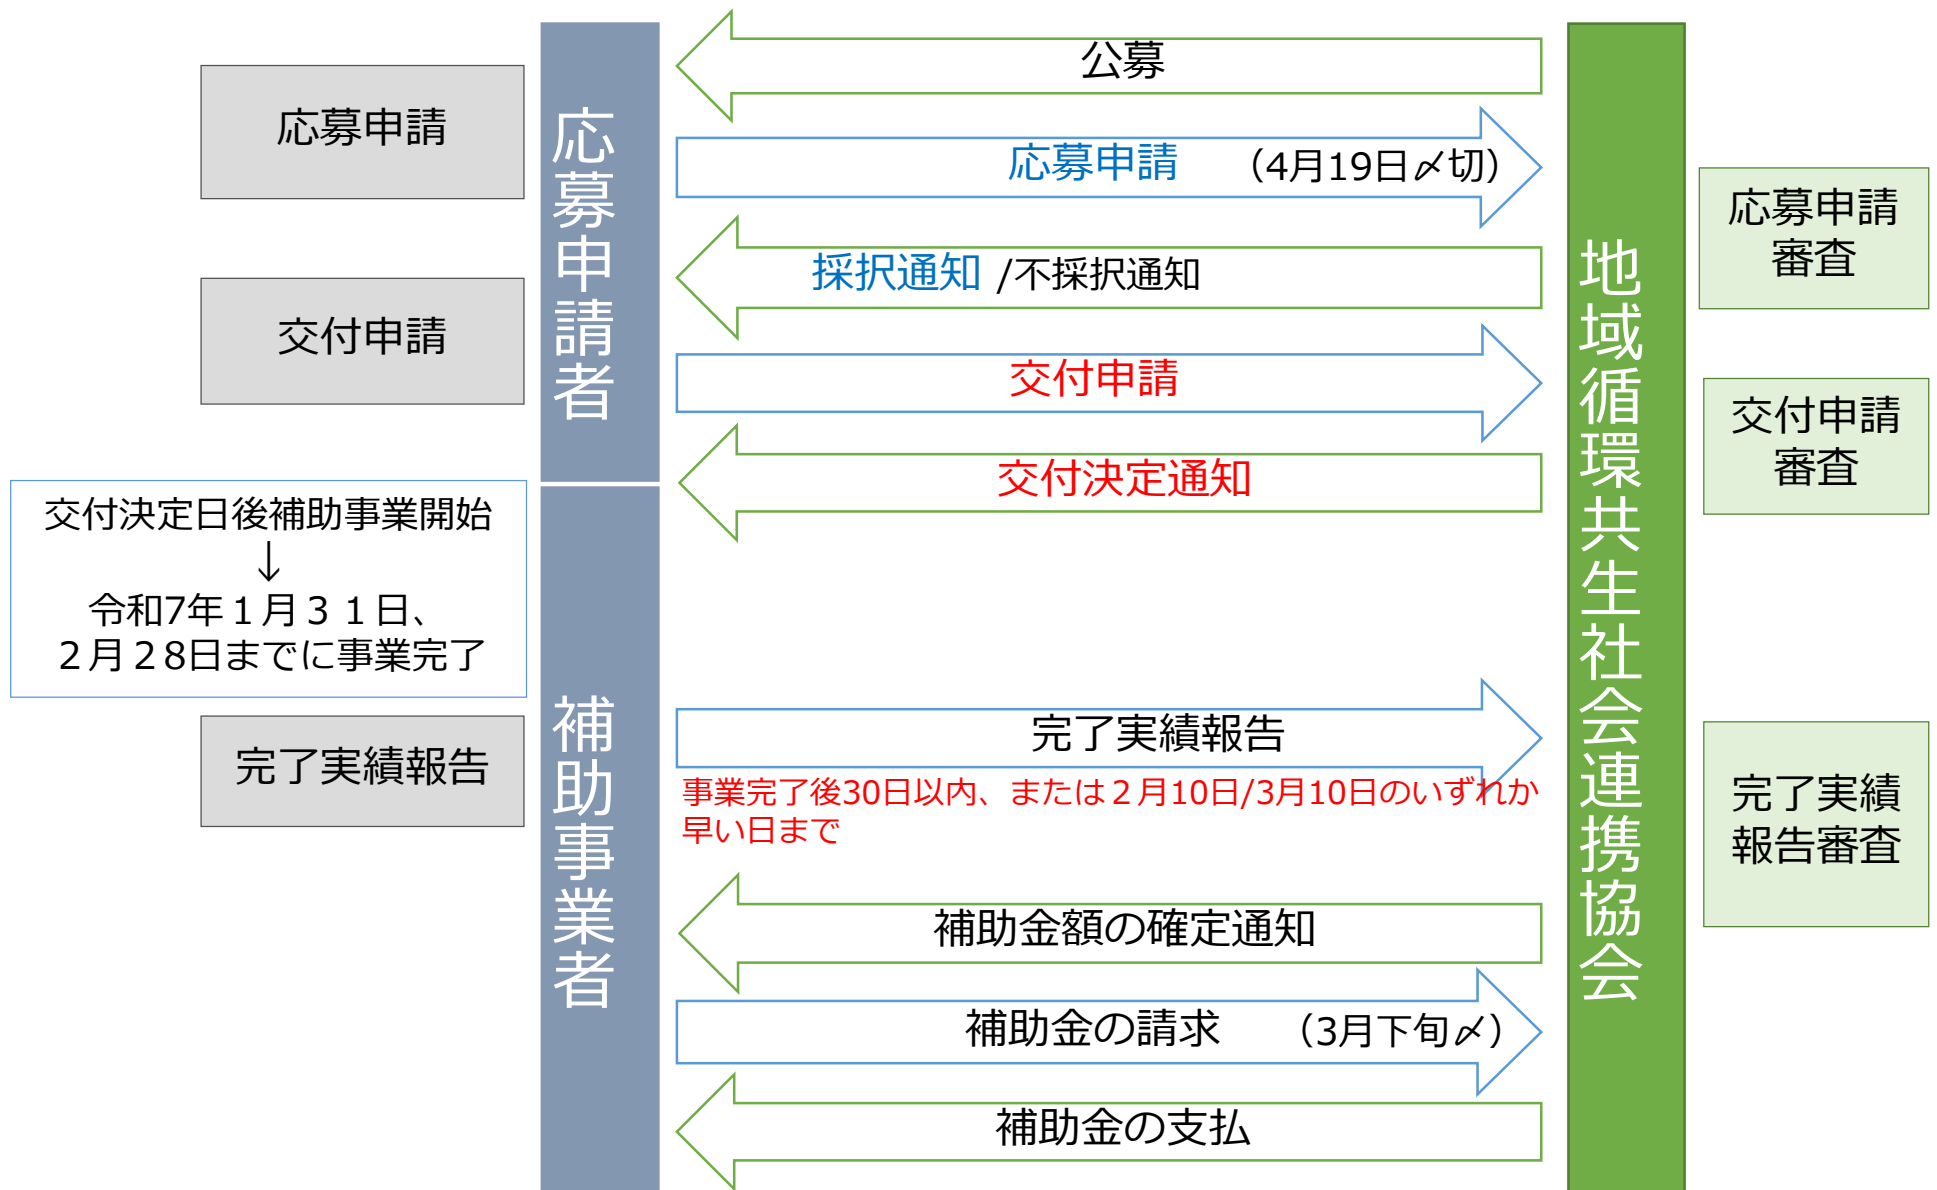 公募
応募申請
応募申請 （4月19日〆切）
応募申請者
応募申請
審査
採択通知 /不採択通知
交付申請
交付申請
交付申請
審査
交付決定通知
地域循環共生社会連携協会
交付決定日後補助事業開始
↓
令和7年１月３１日、
２月２8日までに事業完了
補助事業者
完了実績報告
完了実績報告
事業完了後30日以内、または２月10日/3月10日のいずれか
早い日まで
完了実績
報告審査
補助金額の確定通知
補助金の請求 （3月下旬〆）
補助金の支払